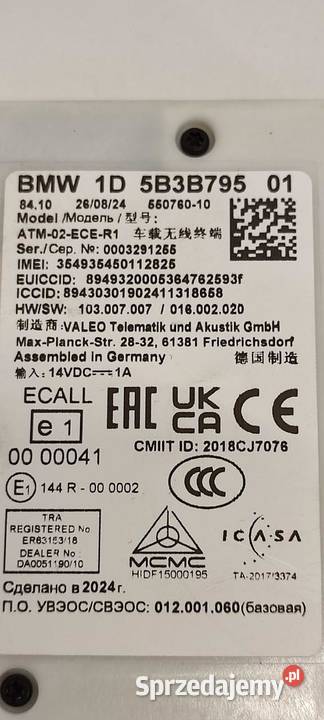 BMW 1D 5B3B795 01
84.10 26/08/24 550760-10
Model /Модель / 型号:
ATM-02-ECE-R1 车载无线终端
Ser./Сер. №: 0003291255
IMEI: 354935450112825
EUICCID: 89493200053647625​93f
ICCID: 89430301902411318658
HW/SW: 103.007.007 / 016.002.020
制造商: VALEO Telematik und Akustik GmbH
Max-Planck-Str. 28-32, 61381 Friedrichsdorf
Assembled in Germany 德国制造
输入: 14VDC⎓1A
ECALL
e 1
EAC UK CA CE
00 00041
CMIIT ID: 2018CJ7076
E1 144 R - 00 0002
CCC
TRA
REGISTERED No
ER63153/18
DEALER No
DA0051190/10
MCMC
HIDF15000195
ICASA
TA-2017/3374
Сделано в 2024г.
П.О. УВЭОС/СВЭОС: 012.001.060(базовая)
Sprzedajemy.pl